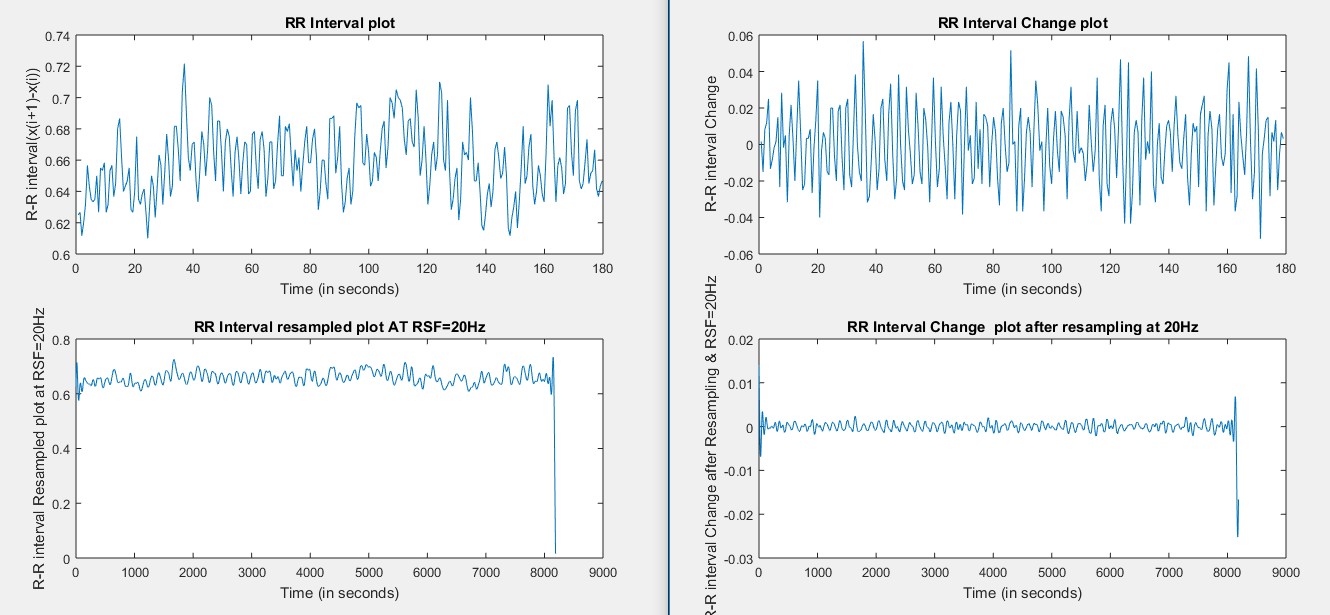 RR Interval plot
R-R interval(x(i+1)-x(i))
0.74
0.72
0.7
0.68
0.66
0.64
0.62
0.6
0 20 40 60 80 100 120 140 160 180
Time (in seconds)
RR Interval Change plot
R-R interval Change
0.06
0.04
0.02
0
-0.02
-0.04
-0.06
0 20 40 60 80 100 120 140 160 180
Time (in seconds)
RR Interval resampled plot AT RSF=20Hz
R-R interval Resampled plot at RSF=20Hz
0.8
0.6
0.4
0.2
0
0 1000 2000 3000 4000 5000 6000 7000 8000 9000
Time (in seconds)
RR Interval Change  plot after resampling at 20Hz
R-R interval Change after Resampling & RSF=20Hz
0.02
0.01
0
-0.01
-0.02
-0.03
0 1000 2000 3000 4000 5000 6000 7000 8000 9000
Time (in seconds)